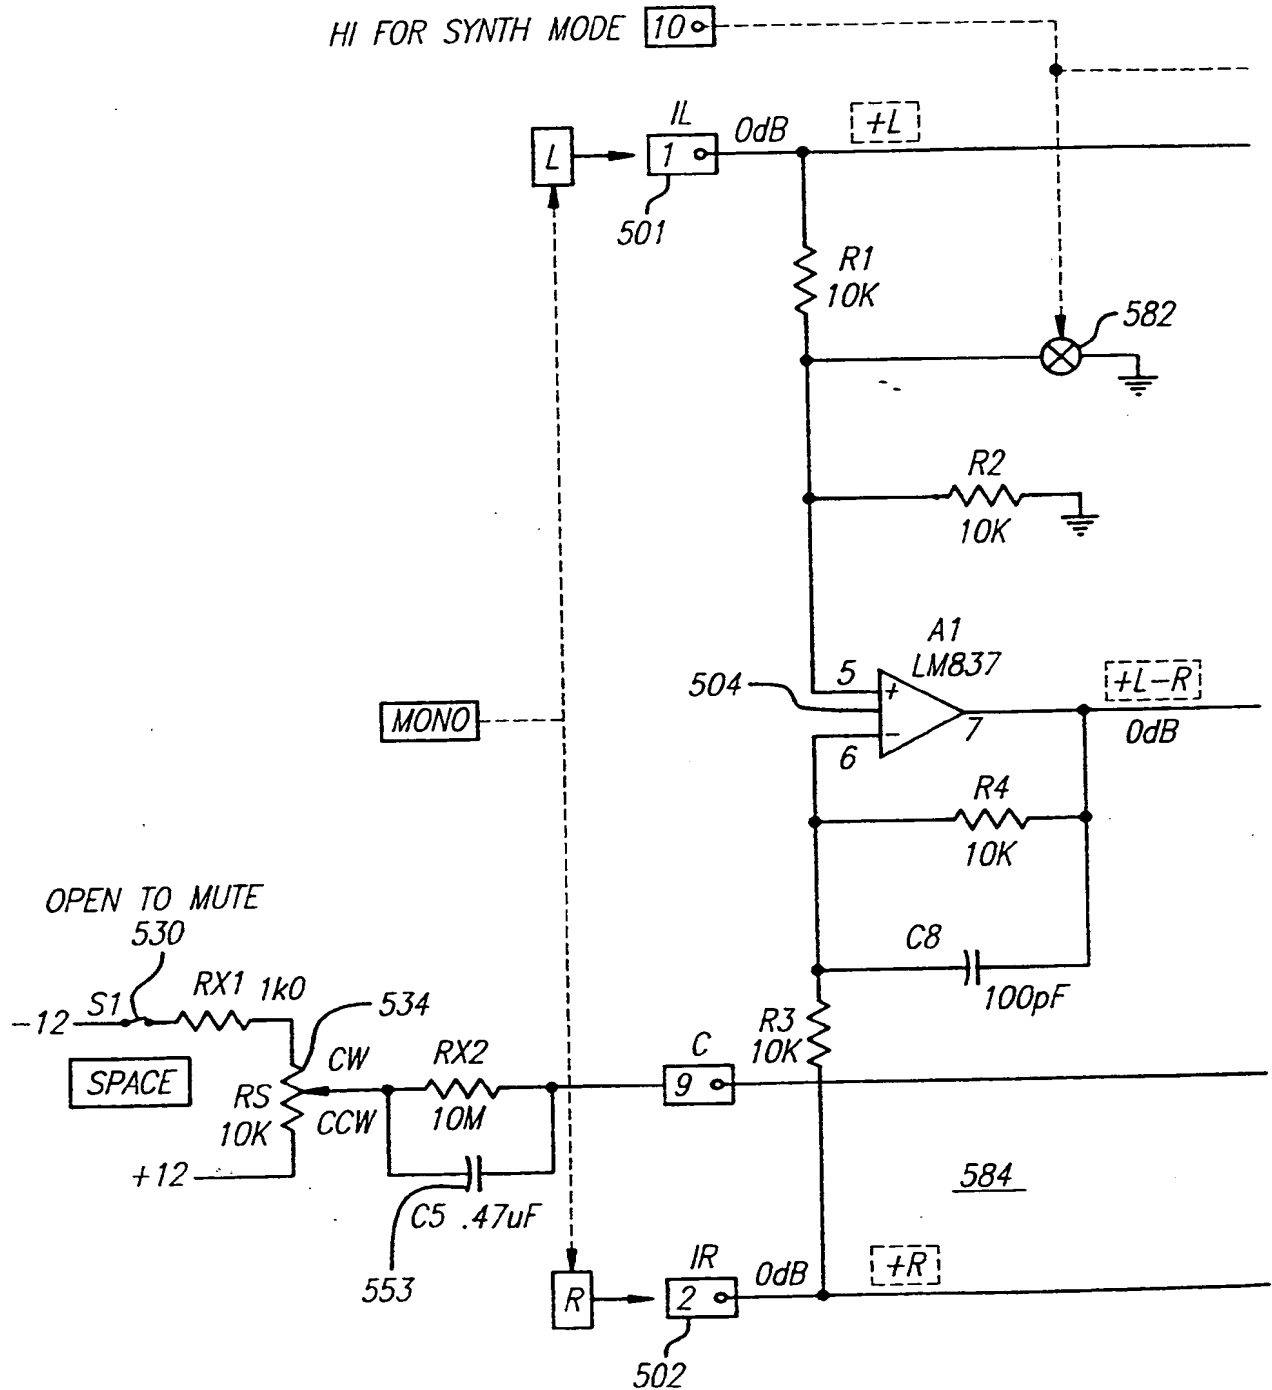 HI FOR SYNTH MODE 10
IL
L 1 0dB +L
501
R1
10K
582
R2
10K
A1
LM837
504 5 + +L-R
MONO 6 - 7 0dB
R4
10K
OPEN TO MUTE
530
C8
100pF
S1 RX1 1k0 534
-12
R3
10K
SPACE CW RX2 C
RS 9
10K CCW 10M
+12
584
C5 .47uF
553
IR
R 2 0dB +R
502